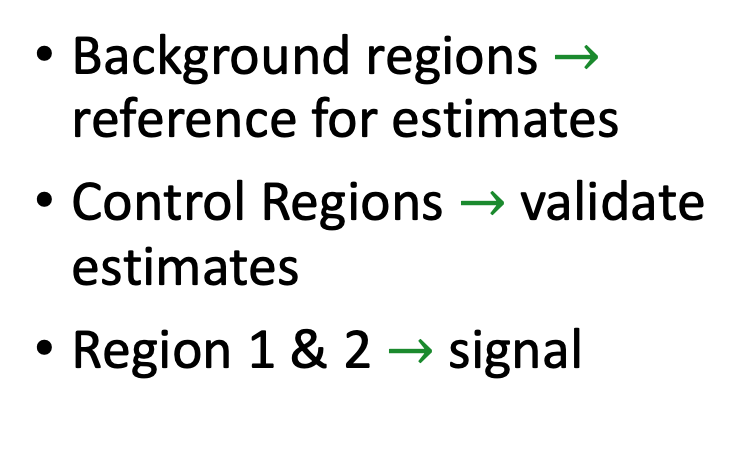 • Background regions →
reference for estimates
• Control Regions → validate
estimates
• Region 1 & 2 → signal